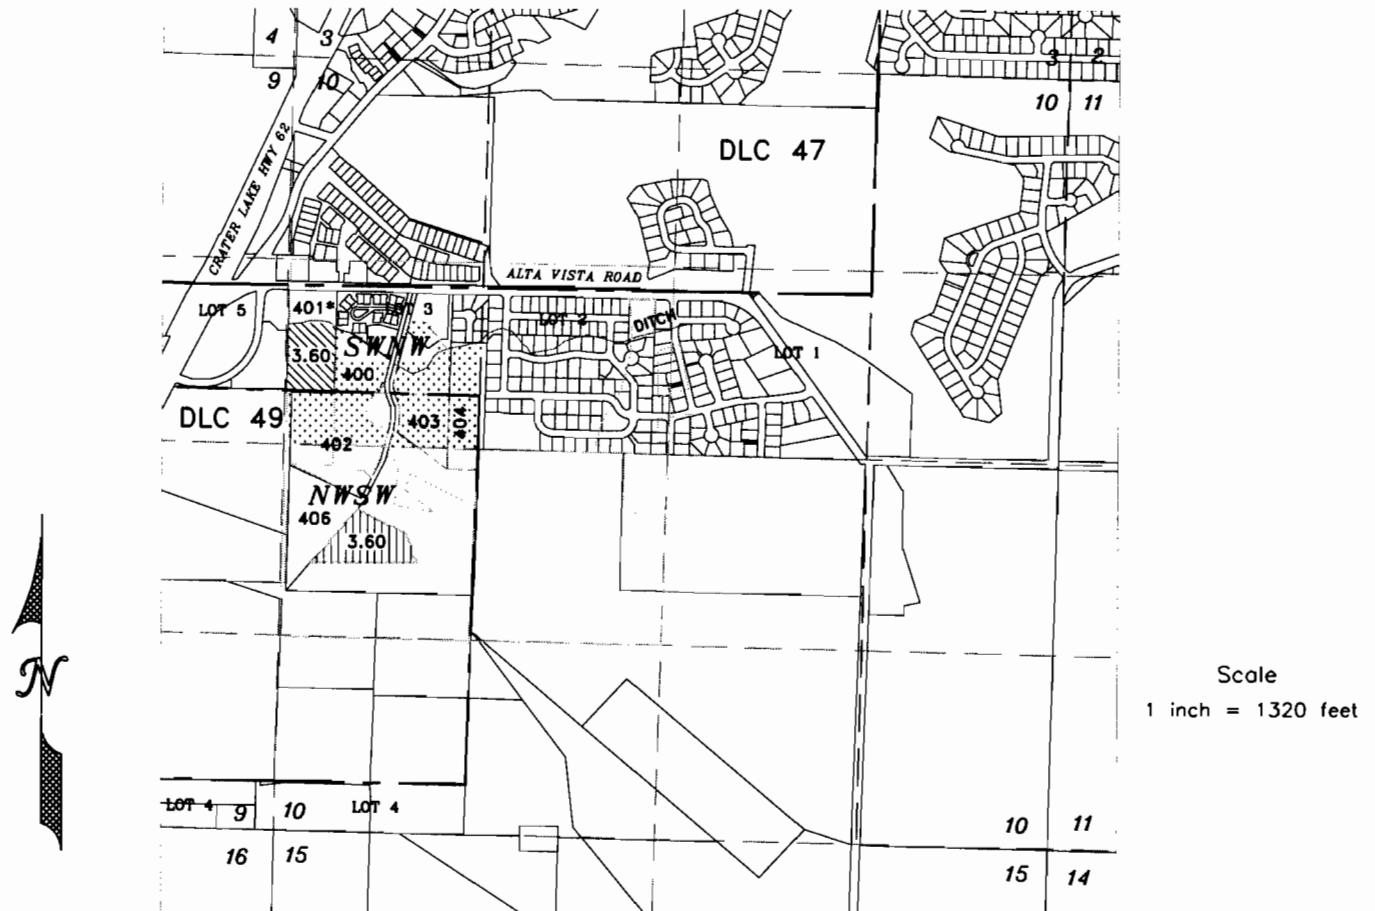 4 3
3 2
9 10
10 11
CRATER LAKE HWY 62
DLC 47
ALTA VISTA ROAD
LOT 5
401*
LOT 3
LOT 2
DITCH
3.60
SWNW
LOT 1
400
DLC 49
403
404
402
NWSW
406
3.60
N
Scale
1 inch = 1320 feet
LOT 4
9 10
LOT 4
10 11
16 15
15 14